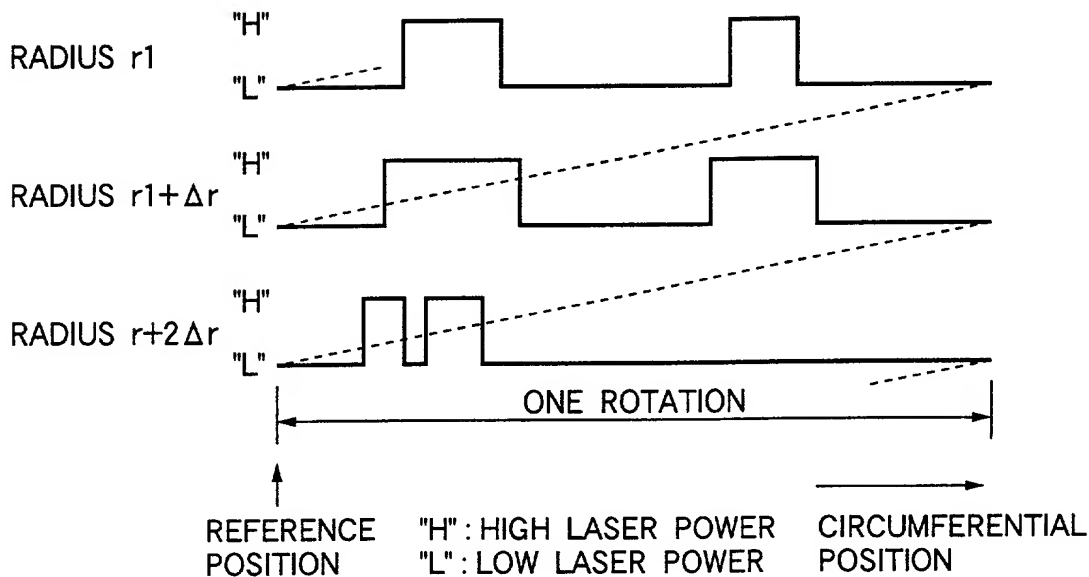 "H"
RADIUS r1
"L"
"H"
RADIUS r1+Δr
"L"
"H"
RADIUS r+2Δr
"L"
ONE ROTATION
REFERENCE POSITION
"H" : HIGH LASER POWER
"L" : LOW LASER POWER
CIRCUMFERENTIAL POSITION